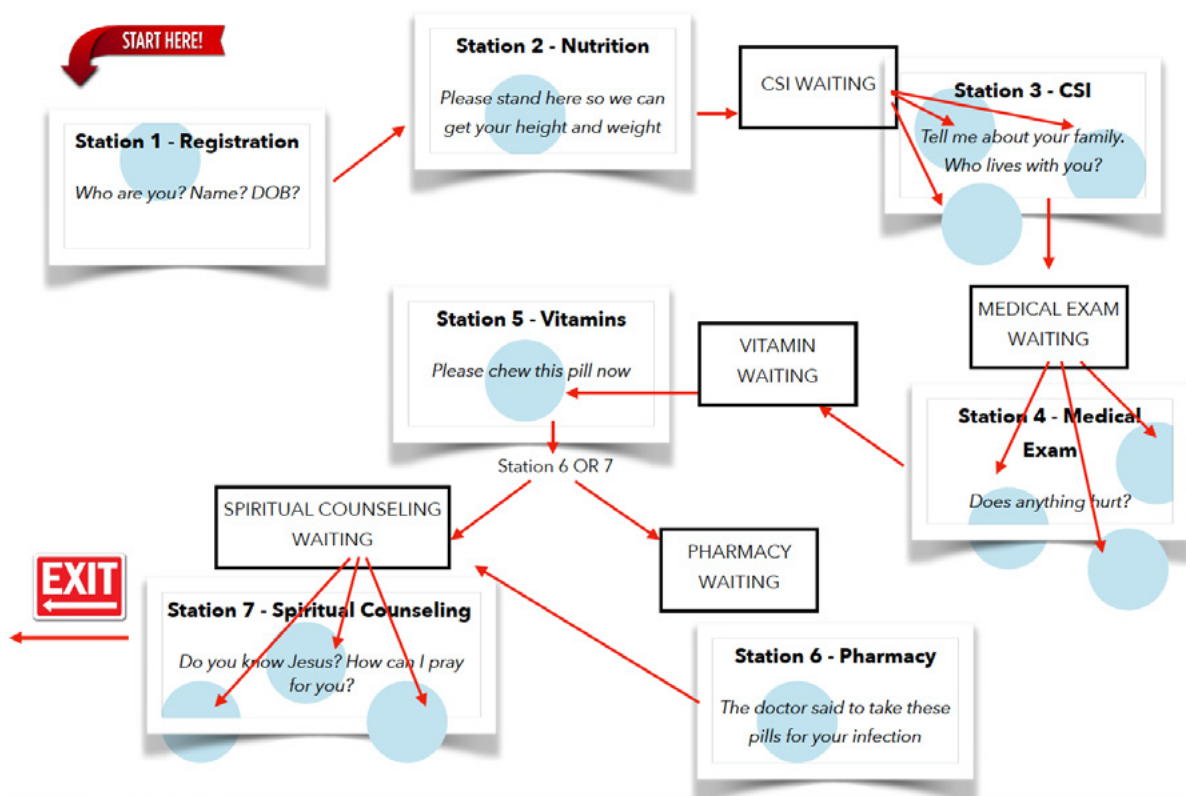 START HERE!
Station 1 - Registration
Who are you? Name? DOB?
Station 2 - Nutrition
Please stand here so we can
get your height and weight
CSI WAITING
Station 3 - CSI
Tell me about your family.
Who lives with you?
MEDICAL EXAM
WAITING
Station 4 - Medical
Exam
Does anything hurt?
VITAMIN
WAITING
Station 5 - Vitamins
Please chew this pill now
Station 6 OR 7
PHARMACY
WAITING
Station 6 - Pharmacy
The doctor said to take these
pills for your infection
SPIRITUAL COUNSELING
WAITING
Station 7 - Spiritual Counseling
Do you know Jesus? How can I pray
for you?
EXIT